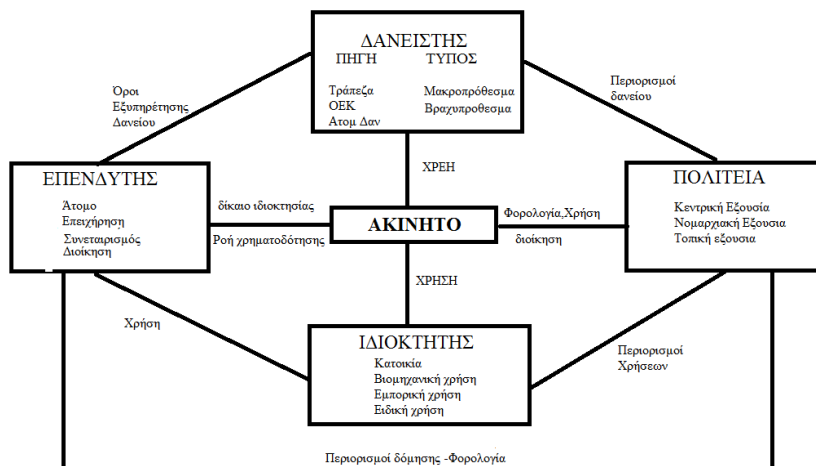 ΔΑΝΕΙΣΤΗΣ
ΠΗΓΗ ΤΥΠΟΣ
Τράπεζα Μακροπρόθεσμα
ΟΕΚ Βραχυπροθεσμα
Ατομ Δαν
Όροι
Εξυπηρέτησης
Δανείου
Περιορισμοί
δανείου
ΧΡΕΗ
ΕΠΕΝΔΥΤΗΣ
Άτομο
Επειχήρηση
Συνεταιρισμός
Διοίκηση
δίκαιο ιδιοκτησίας
Ροή χρηματοδότησης
ΑΚΙΝΗΤΟ
Φορολογία,Χρήση
διοίκηση
ΠΟΛΙΤΕΙΑ
Κεντρική Εξουσία
Νομαρχιακή Εξουσια
Τοπική εξουσια
ΧΡΗΣΗ
Χρήση
ΙΔΙΟΚΤΗΤΗΣ
Κατοικία
Βιομηχανική χρήση
Εμπορική χρήση
Ειδική χρήση
Περιορισμοί
Χρήσεων
Περιορισμοί δόμησης -Φορολογία